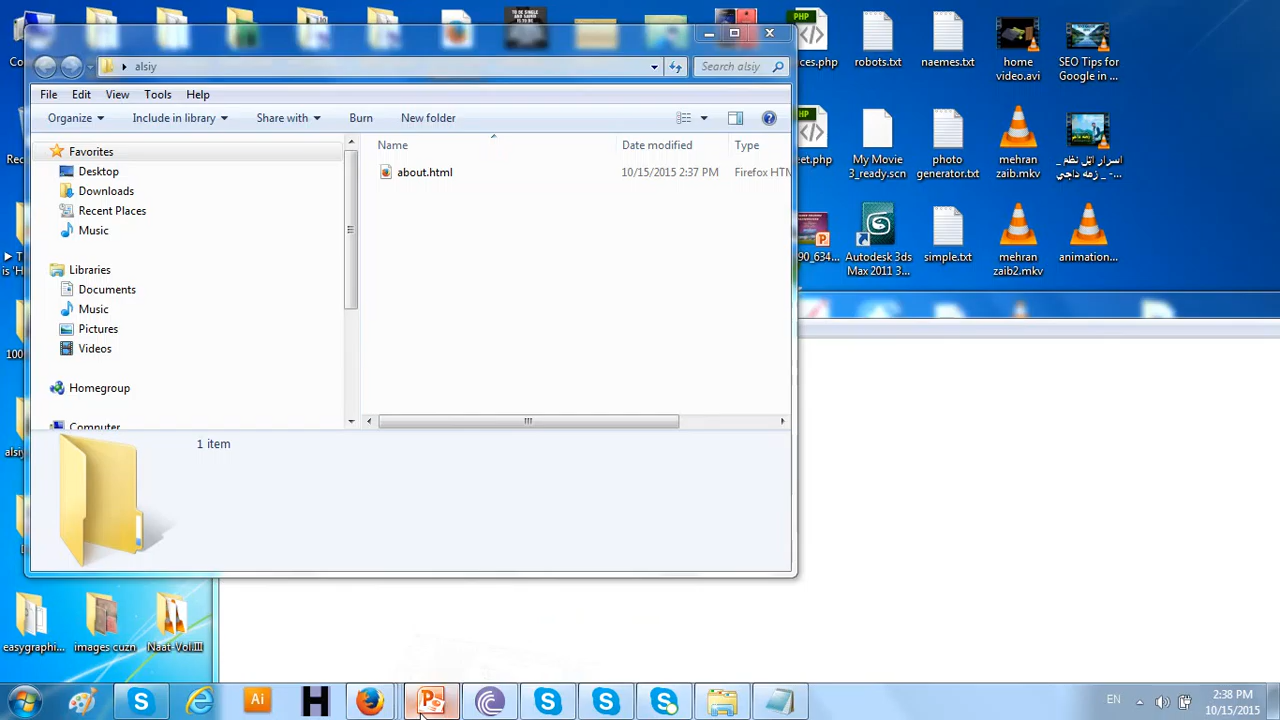 alsiy
Search alsiy
File Edit View Tools Help
Organize Include in library Share with Burn New folder
Name Date modified Type
about.html 10/15/2015 2:37 PM Firefox HTM
Favorites
Desktop
Downloads
Recent Places
Music
Libraries
Documents
Music
Pictures
Videos
Homegroup
Computer
1 item
robots.txt
naemes.txt
home
video.avi
SEO Tips for
Google in ...
My Movie
3_ready.scn
photo
generator.txt
mehran
zaib.mkv
Autodesk 3ds
Max 2011 3...
simple.txt
mehran
zaib2.mkv
animation...
easygraphi...
images cuzn
Naat-Vol.III
PHP
PHP
Ai
EN
2:38 PM
10/15/2015